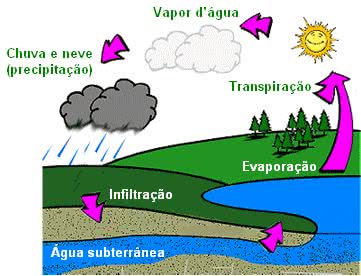 Vapor d'água
Chuva e neve
(precipitação)
Transpiração
Evaporação
Infiltração
Água subterrânea